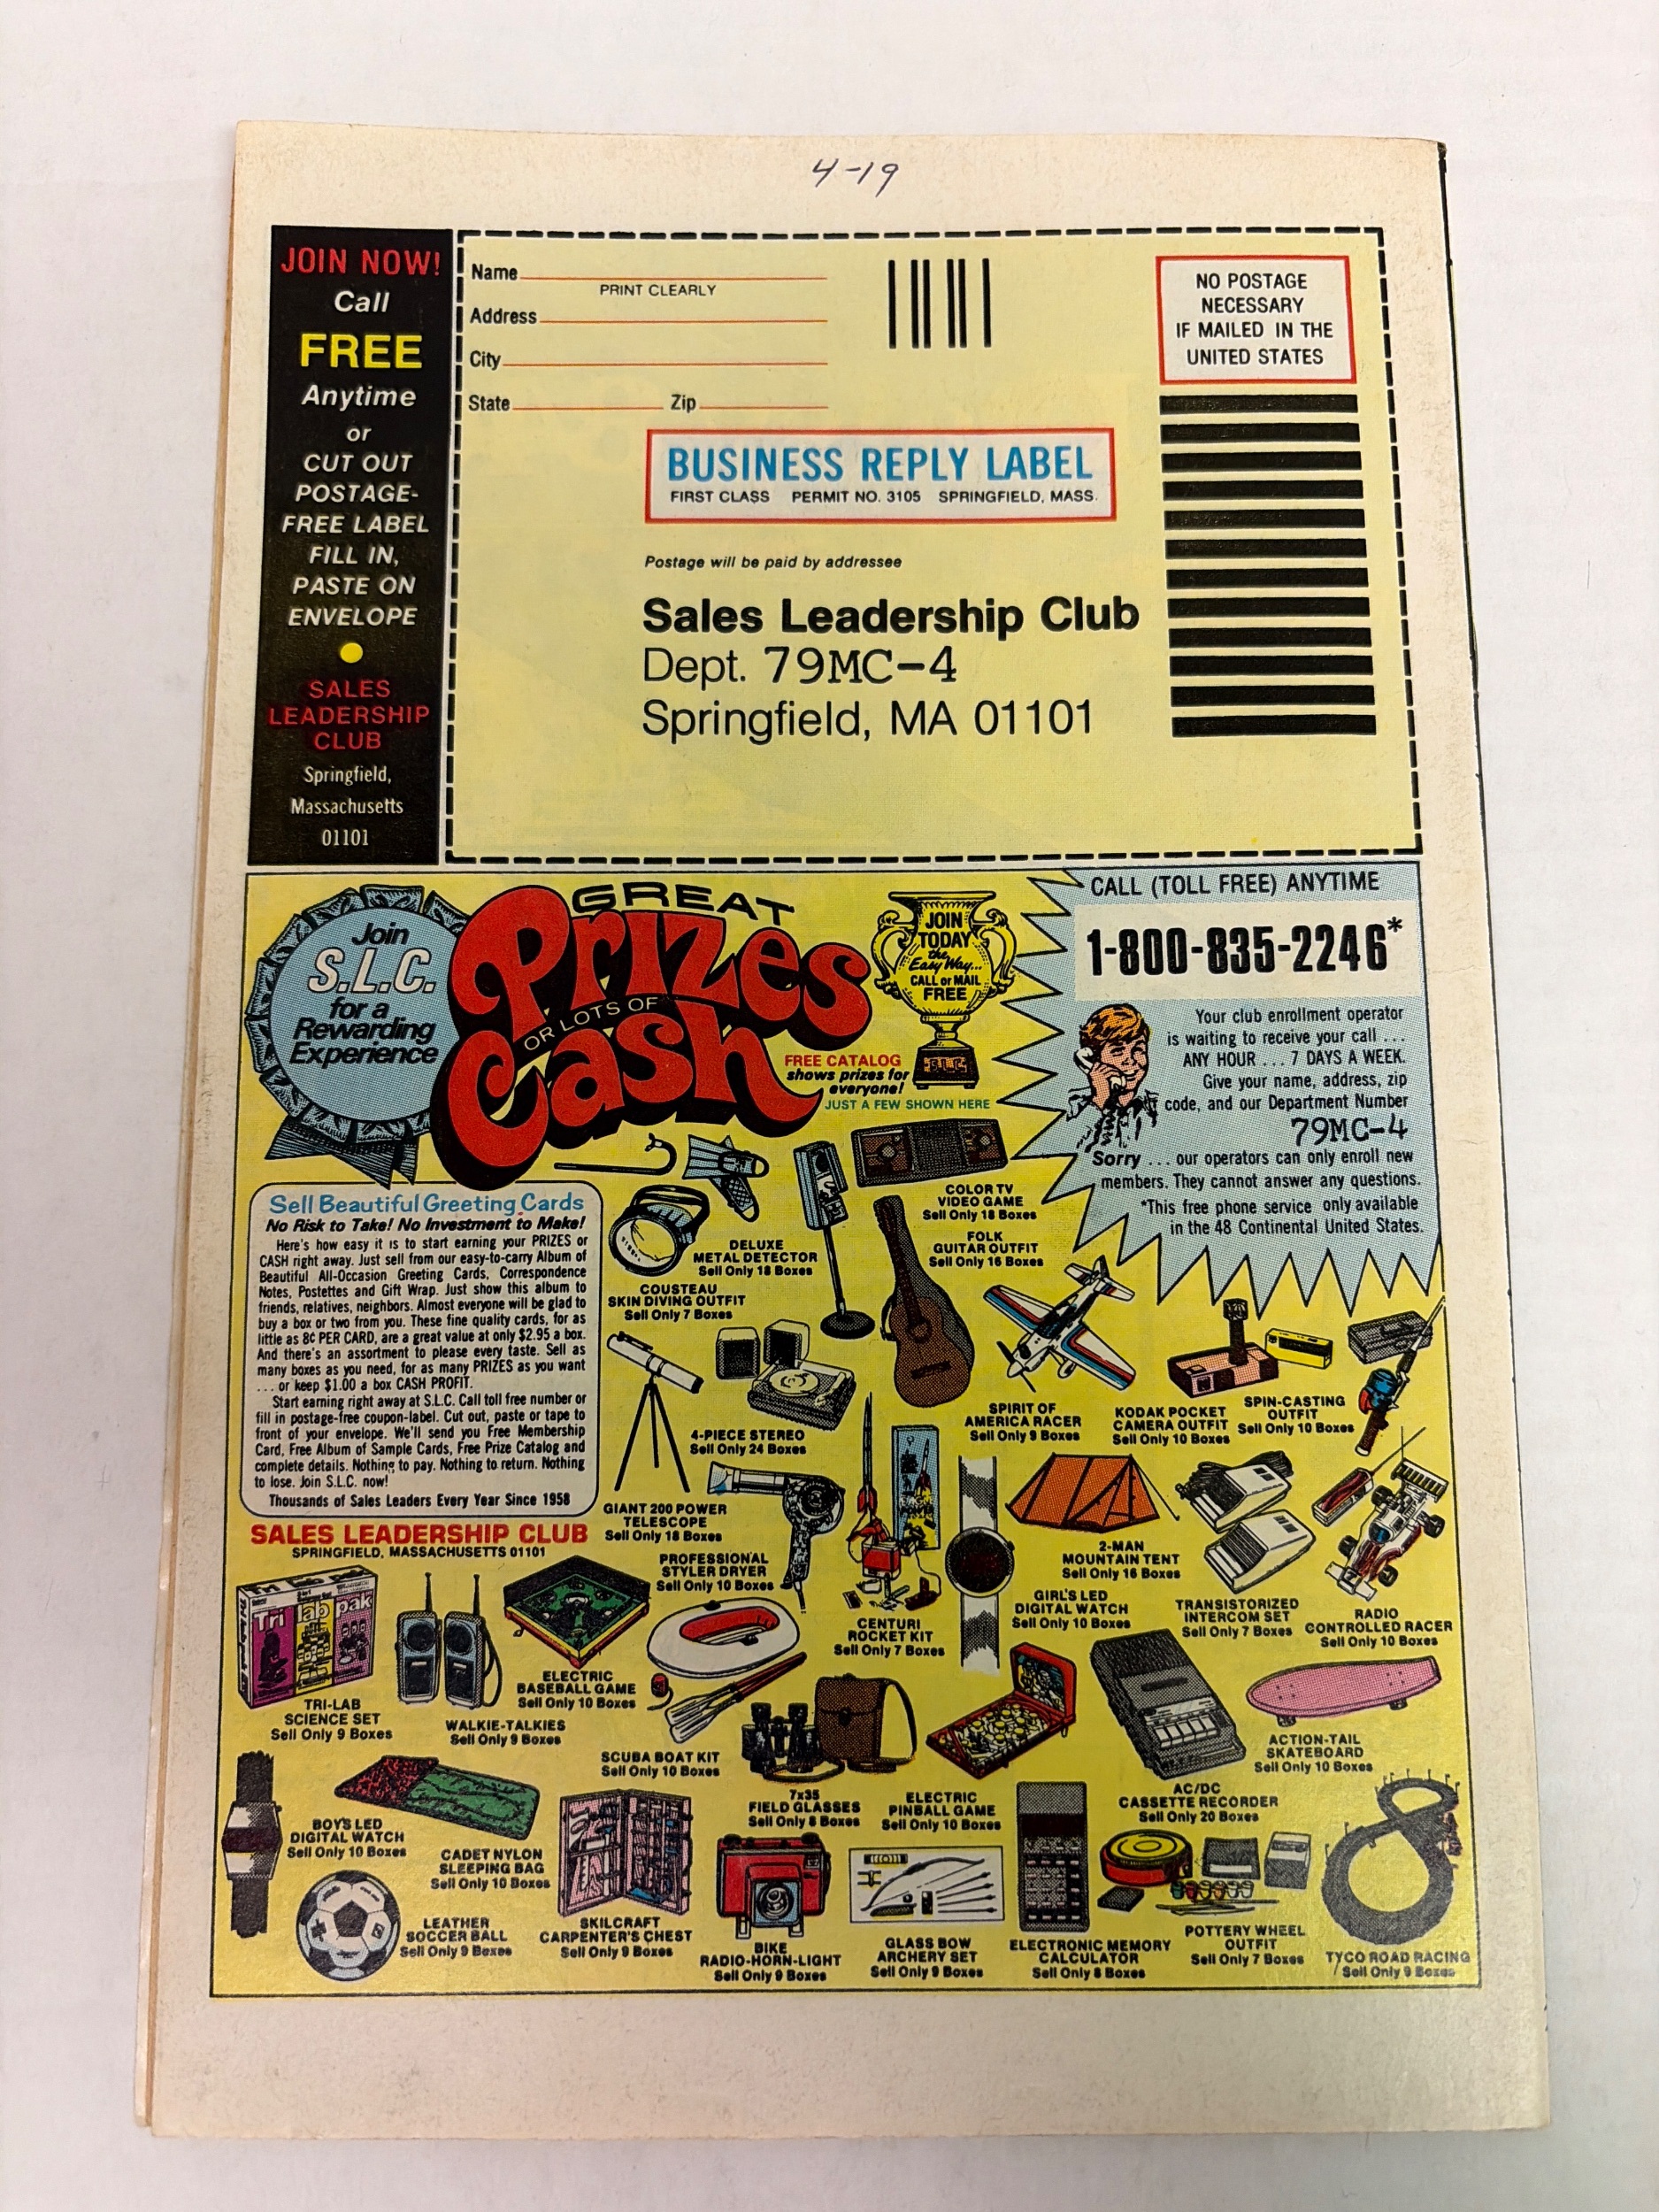 4-19
JOIN NOW!
Call
FREE
Anytime
or
CUT OUT
POSTAGE-
FREE LABEL
FILL IN,
PASTE ON
ENVELOPE
SALES
LEADERSHIP
CLUB
Springfield,
Massachusetts
01101
Name
PRINT CLEARLY
Address
City
State Zip
NO POSTAGE
NECESSARY
IF MAILED IN THE
UNITED STATES
BUSINESS REPLY LABEL
FIRST CLASS PERMIT NO. 3105 SPRINGFIELD, MASS.
Postage will be paid by addressee
Sales Leadership Club
Dept. 79MC-4
Springfield, MA 01101
Join
S.L.C.
for a
Rewarding
Experience
GREAT
Prizes
OR LOTS OF
Cash
JOIN
TODAY
the
Easy Way...
CALL or MAIL
FREE
S.L.C.
FREE CATALOG
shows prizes for
everyone!
JUST A FEW SHOWN HERE
CALL (TOLL FREE) ANYTIME
1-800-835-2246*
Your club enrollment operator
is waiting to receive your call ...
ANY HOUR ... 7 DAYS A WEEK.
Give your name, address, zip
code, and our Department Number
79MC-4
Sorry ... our operators can only enroll new
members. They cannot answer any questions.
*This free phone service only available
in the 48 Continental United States.
Sell Beautiful Greeting Cards
No Risk to Take! No Investment to Make!
Here's how easy it is to start earning your PRIZES or
CASH right away. Just sell from our easy-to-carry Album of
Beautiful All-Occasion Greeting Cards, Correspondence
Notes, Postettes and Gift Wrap. Just show this album to
friends, relatives, neighbors. Almost everyone will be glad to
buy a box or two from you. These fine quality cards, for as
little as 8¢ PER CARD, are a great value at only $2.95 a box.
And there's an assortment to please every taste. Sell as
many boxes as you need, for as many PRIZES as you want
... or keep $1.00 a box CASH PROFIT.
Start earning right away at S.L.C. Call toll free number or
fill in postage-free coupon-label. Cut out, paste or tape to
front of your envelope. We'll send you Free Membership
Card, Free Album of Sample Cards, Free Prize Catalog and
complete details. Nothing to pay. Nothing to return. Nothing
to lose. Join S.L.C. now!
Thousands of Sales Leaders Every Year Since 1958
SALES LEADERSHIP CLUB
SPRINGFIELD, MASSACHUSETTS 01101
COLOR TV
VIDEO GAME
Sell Only 18 Boxes
DELUXE
METAL DETECTOR
Sell Only 18 Boxes
FOLK
GUITAR OUTFIT
Sell Only 16 Boxes
COUSTEAU
SKIN DIVING OUTFIT
Sell Only 7 Boxes
4-PIECE STEREO
Sell Only 24 Boxes
SPIRIT OF
AMERICA RACER
Sell Only 9 Boxes
KODAK POCKET
CAMERA OUTFIT
Sell Only 10 Boxes
SPIN-CASTING
OUTFIT
Sell Only 10 Boxes
GIANT 200 POWER
TELESCOPE
Sell Only 18 Boxes
PROFESSIONAL
STYLER DRYER
Sell Only 10 Boxes
2-MAN
MOUNTAIN TENT
Sell Only 16 Boxes
CENTURI
ROCKET KIT
Sell Only 7 Boxes
GIRL'S LED
DIGITAL WATCH
Sell Only 10 Boxes
TRANSISTORIZED
INTERCOM SET
Sell Only 7 Boxes
RADIO
CONTROLLED RACER
Sell Only 10 Boxes
Tri lab pak
TRI-LAB
SCIENCE SET
Sell Only 9 Boxes
WALKIE-TALKIES
Sell Only 9 Boxes
ELECTRIC
BASEBALL GAME
Sell Only 10 Boxes
SCUBA BOAT KIT
Sell Only 10 Boxes
7x35
FIELD GLASSES
Sell Only 8 Boxes
ELECTRIC
PINBALL GAME
Sell Only 10 Boxes
AC/DC
CASSETTE RECORDER
Sell Only 20 Boxes
ACTION-TAIL
SKATEBOARD
Sell Only 10 Boxes
BOY'S LED
DIGITAL WATCH
Sell Only 10 Boxes
CADET NYLON
SLEEPING BAG
Sell Only 10 Boxes
LEATHER
SOCCER BALL
Sell Only 9 Boxes
SKILCRAFT
CARPENTER'S CHEST
Sell Only 9 Boxes
BIKE
RADIO-HORN-LIGHT
Sell Only 9 Boxes
GLASS BOW
ARCHERY SET
Sell Only 9 Boxes
ELECTRONIC MEMORY
CALCULATOR
Sell Only 8 Boxes
POTTERY WHEEL
OUTFIT
Sell Only 7 Boxes
TYCO ROAD RACING
Sell Only 9 Boxes